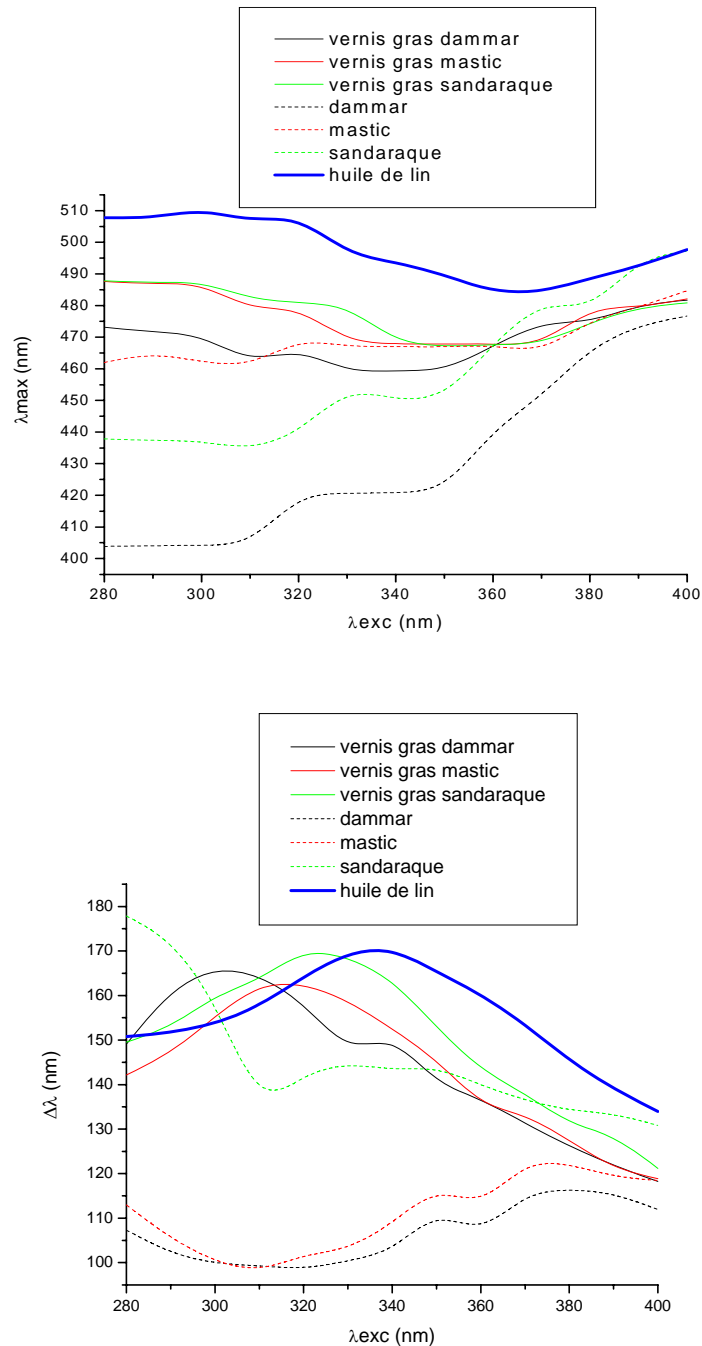 vernis gras dammar
vernis gras mastic
vernis gras sandaraque
dammar
mastic
sandaraque
huile de lin
510
500
490
480
470
460
450
440
430
420
410
400
λmax (nm)
280 300 320 340 360 380 400
λexc (nm)
vernis gras dammar
vernis gras mastic
vernis gras sandaraque
dammar
mastic
sandaraque
huile de lin
180
170
160
150
140
130
120
110
100
Δλ (nm)
280 300 320 340 360 380 400
λexc (nm)